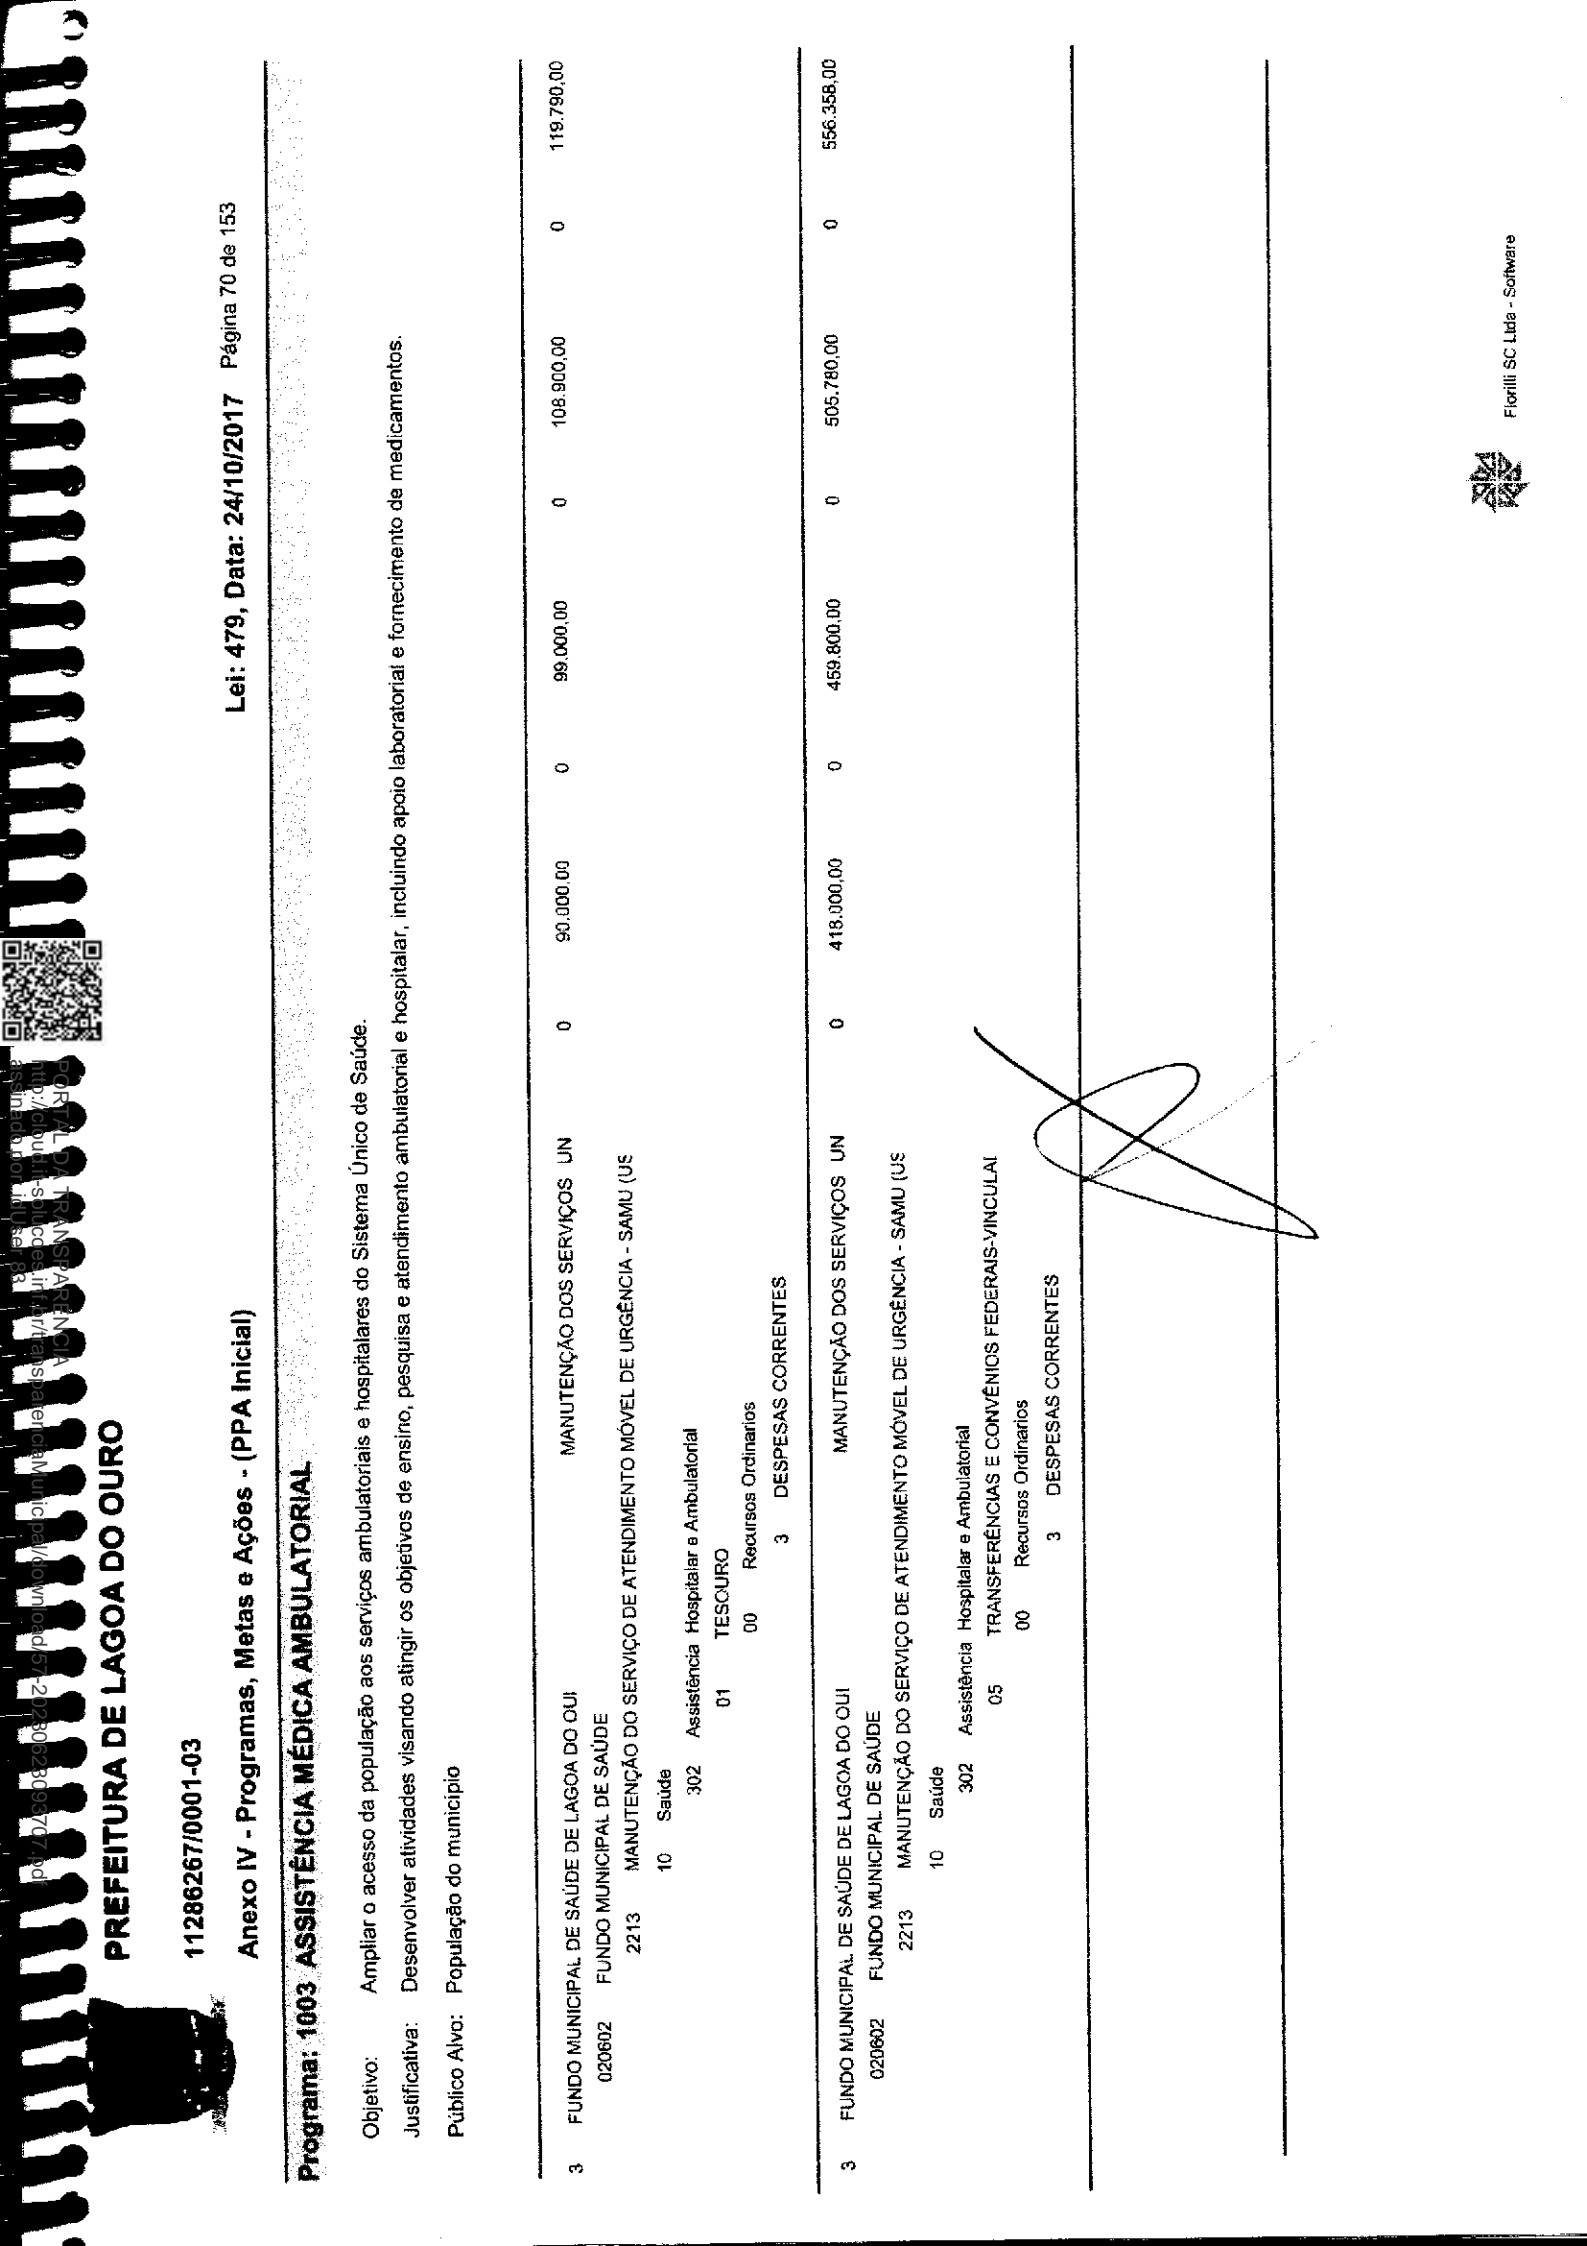 PREFEITURA DE LAGOA DO OURO
11286267/0001-03
Anexo IV - Programas, Metas e Ações - (PPA Inicial)
Lei: 479, Data: 24/10/2017 Página 70 de 153
Programa: 1003 ASSISTÊNCIA MÉDICA AMBULATORIAL
Objetivo: Ampliar o acesso da população aos serviços ambulatoriais e hospitalares do Sistema Único de Saúde.
Justificativa: Desenvolver atividades visando atingir os objetivos de ensino, pesquisa e atendimento ambulatorial e hospitalar, incluindo apoio laboratorial e fornecimento de medicamentos.
Público Alvo: População do municipio
3 FUNDO MUNICIPAL DE SAÚDE DE LAGOA DO OUI MANUTENÇÃO DOS SERVIÇOS UN 0 90.000,00 0 99.000,00 0 108.900,00 0 119.790,00
020602 FUNDO MUNICIPAL DE SAÚDE
2213 MANUTENÇÃO DO SERVIÇO DE ATENDIMENTO MÓVEL DE URGÊNCIA - SAMU (US
10 Saúde
302 Assistência Hospitalar e Ambulatorial
01 TESOURO
00 Recursos Ordinarios
3 DESPESAS CORRENTES
3 FUNDO MUNICIPAL DE SAÚDE DE LAGOA DO OUI MANUTENÇÃO DOS SERVIÇOS UN 0 418.000,00 0 459.800,00 0 505.780,00 0 556.358,00
020602 FUNDO MUNICIPAL DE SAÚDE
2213 MANUTENÇÃO DO SERVIÇO DE ATENDIMENTO MÓVEL DE URGÊNCIA - SAMU (US
10 Saúde
302 Assistência Hospitalar e Ambulatorial
05 TRANSFERÊNCIAS E CONVÊNIOS FEDERAIS-VINCULAI
00 Recursos Ordinarios
3 DESPESAS CORRENTES
Fiorilli SC Ltda - Software
PORTAL DA TRANSPARENCIA
assinado por: idUser 83